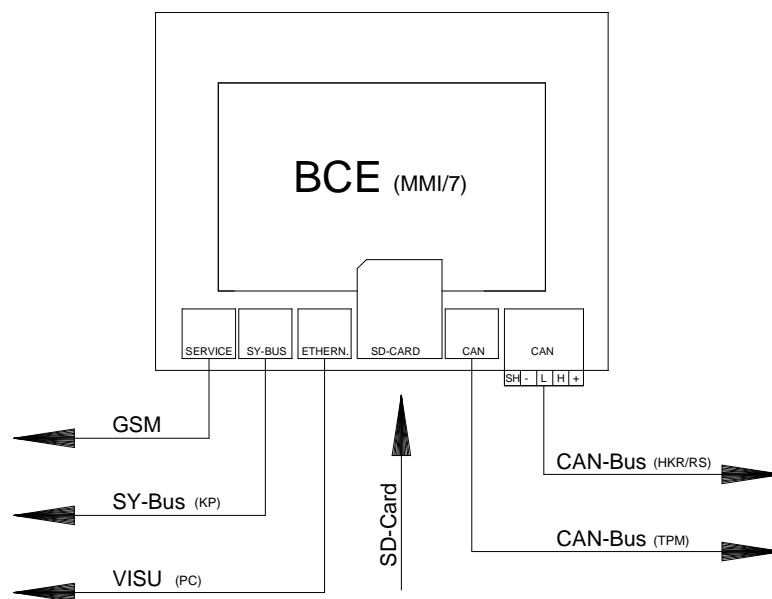 BCE (MMI/7)
SERVICE SY-BUS ETHERN. SD-CARD CAN CAN
SH - L H +
GSM
CAN-Bus (HKR/RS)
SY-Bus (KP)
SD-Card
CAN-Bus (TPM)
VISU (PC)